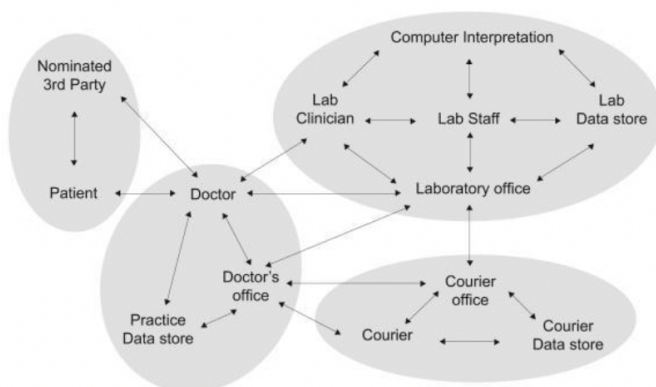 Computer Interpretation
Nominated
3rd Party
Lab
Clinician
Lab Staff
Lab
Data store
Patient
Doctor
Laboratory office
Doctor's
office
Courier
office
Practice
Data store
Courier
Courier
Data store